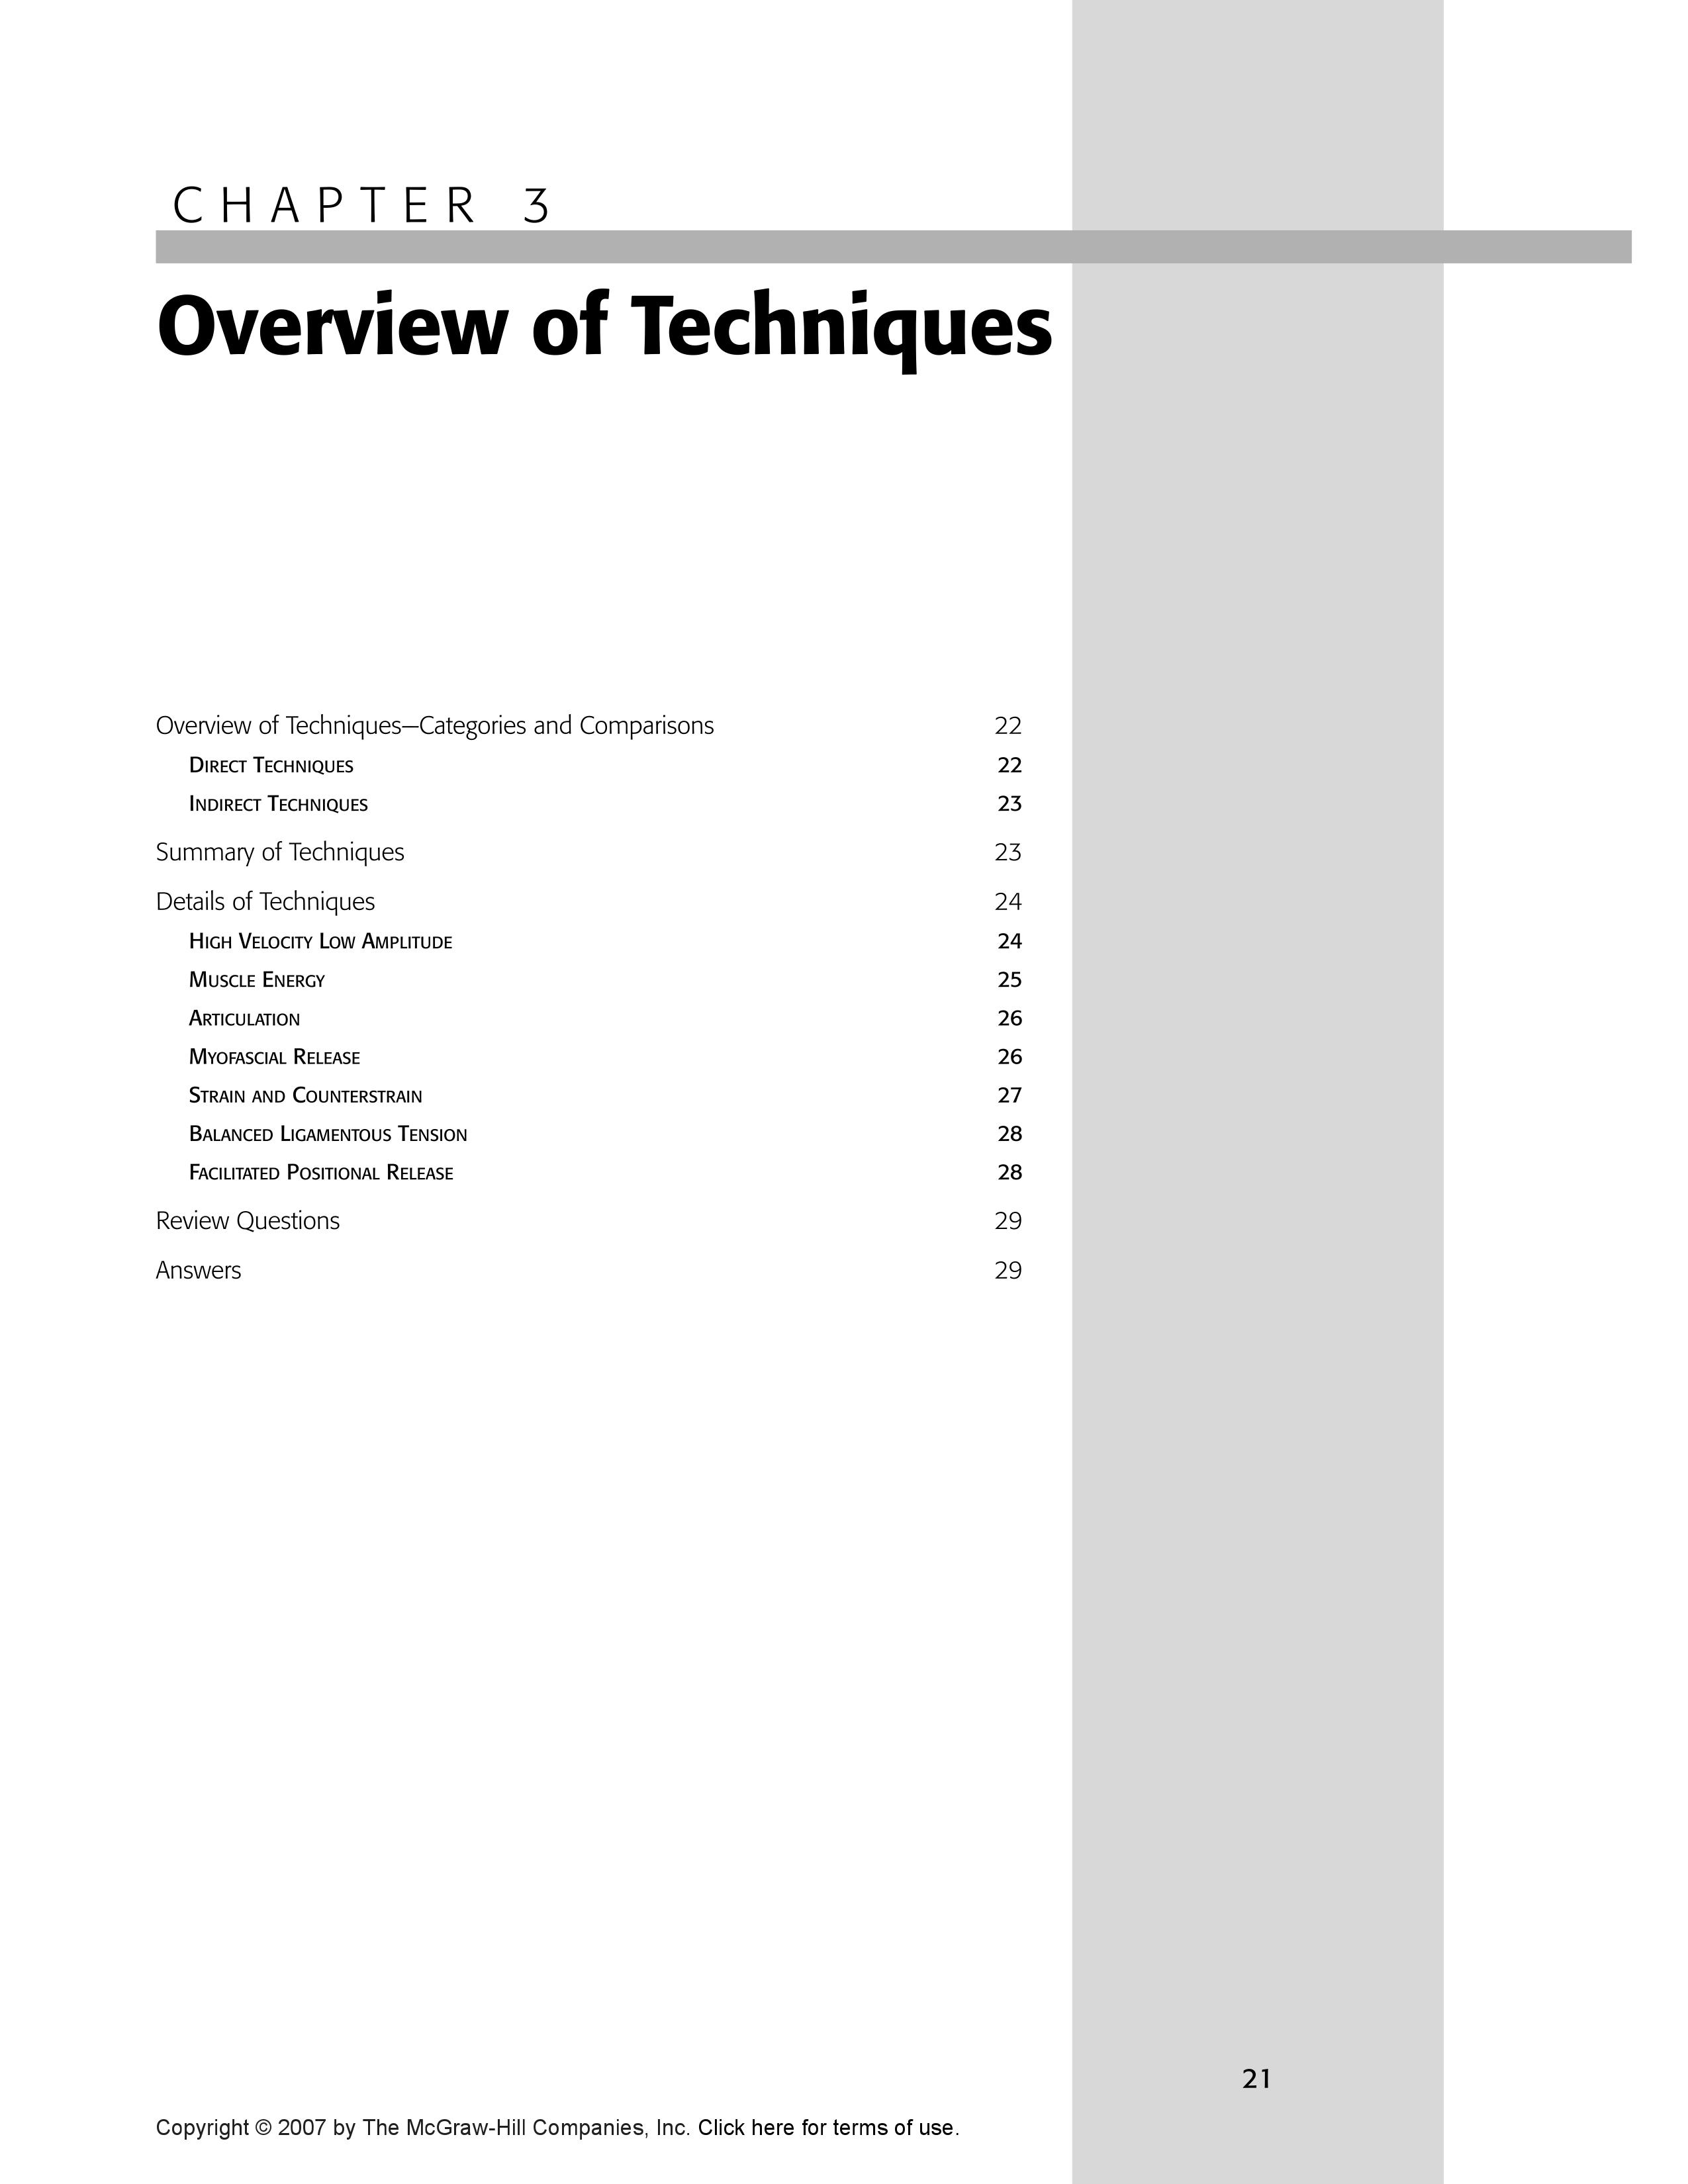 CHAPTER 3
Overview of Techniques
Overview of Techniques—Categories and Comparisons 22
Direct Techniques 22
Indirect Techniques 23
Summary of Techniques 23
Details of Techniques 24
High Velocity Low Amplitude 24
Muscle Energy 25
Articulation 26
Myofascial Release 26
Strain and Counterstrain 27
Balanced Ligamentous Tension 28
Facilitated Positional Release 28
Review Questions 29
Answers 29
21
Copyright © 2007 by The McGraw-Hill Companies, Inc. Click here for terms of use.